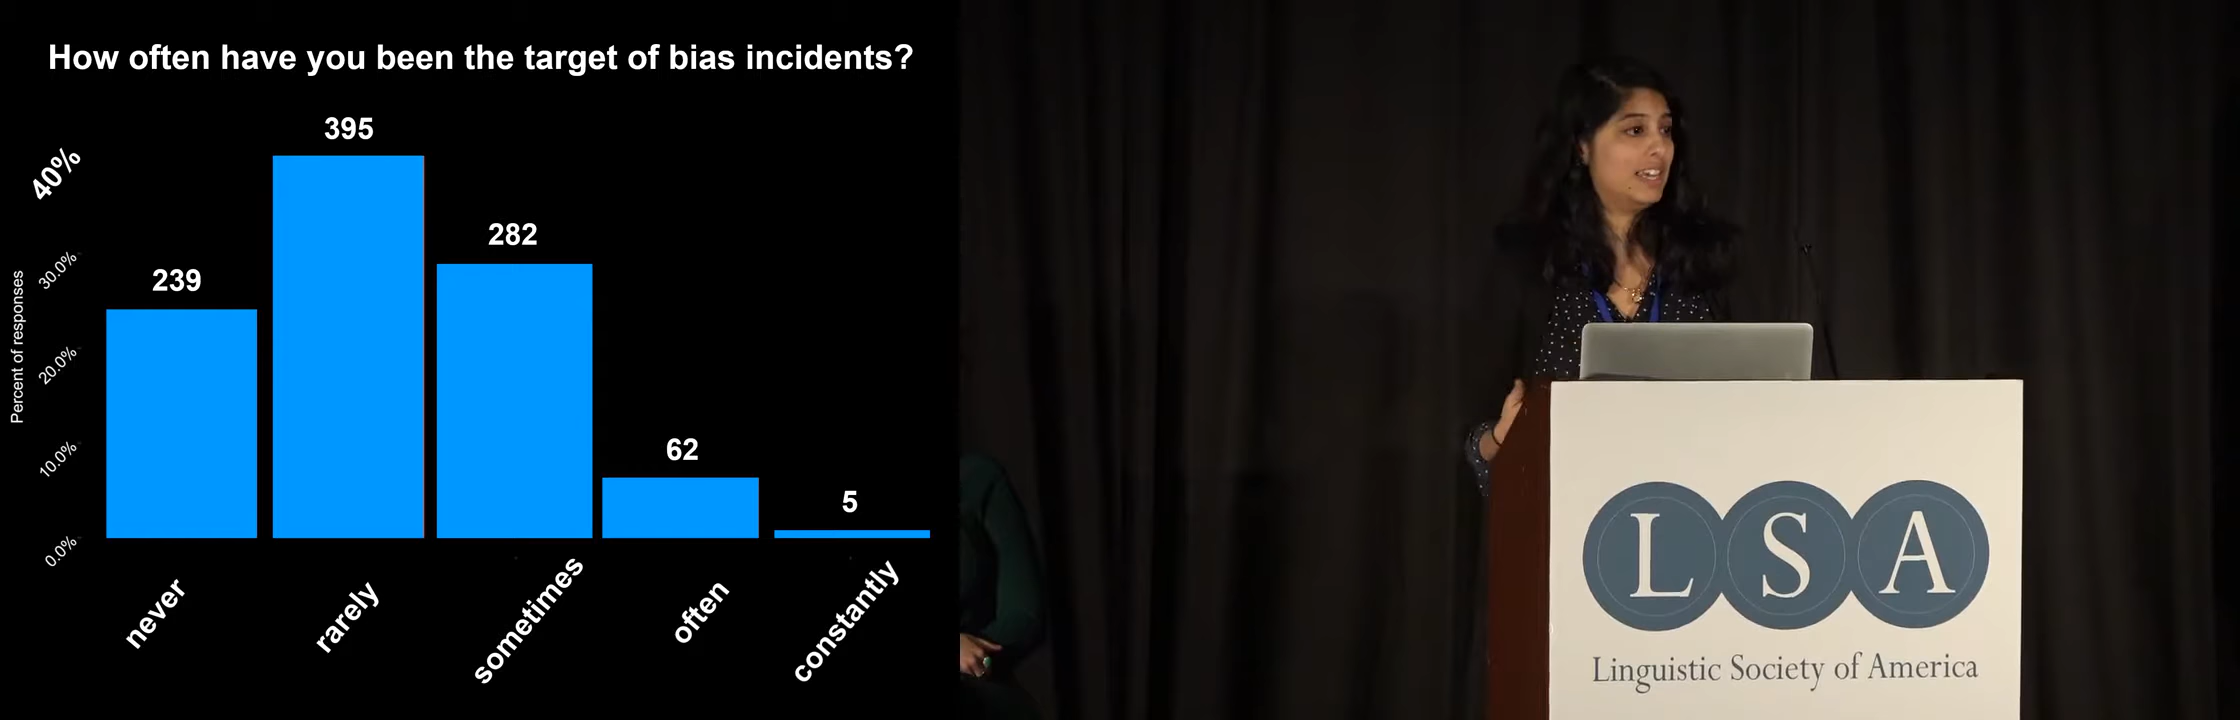 How often have you been the target of bias incidents?
395
40%
282
30.0%
239
Percent of responses
20.0%
62
10.0%
5
0.0%
never
rarely
sometimes
often
constantly
L S A
Linguistic Society of America